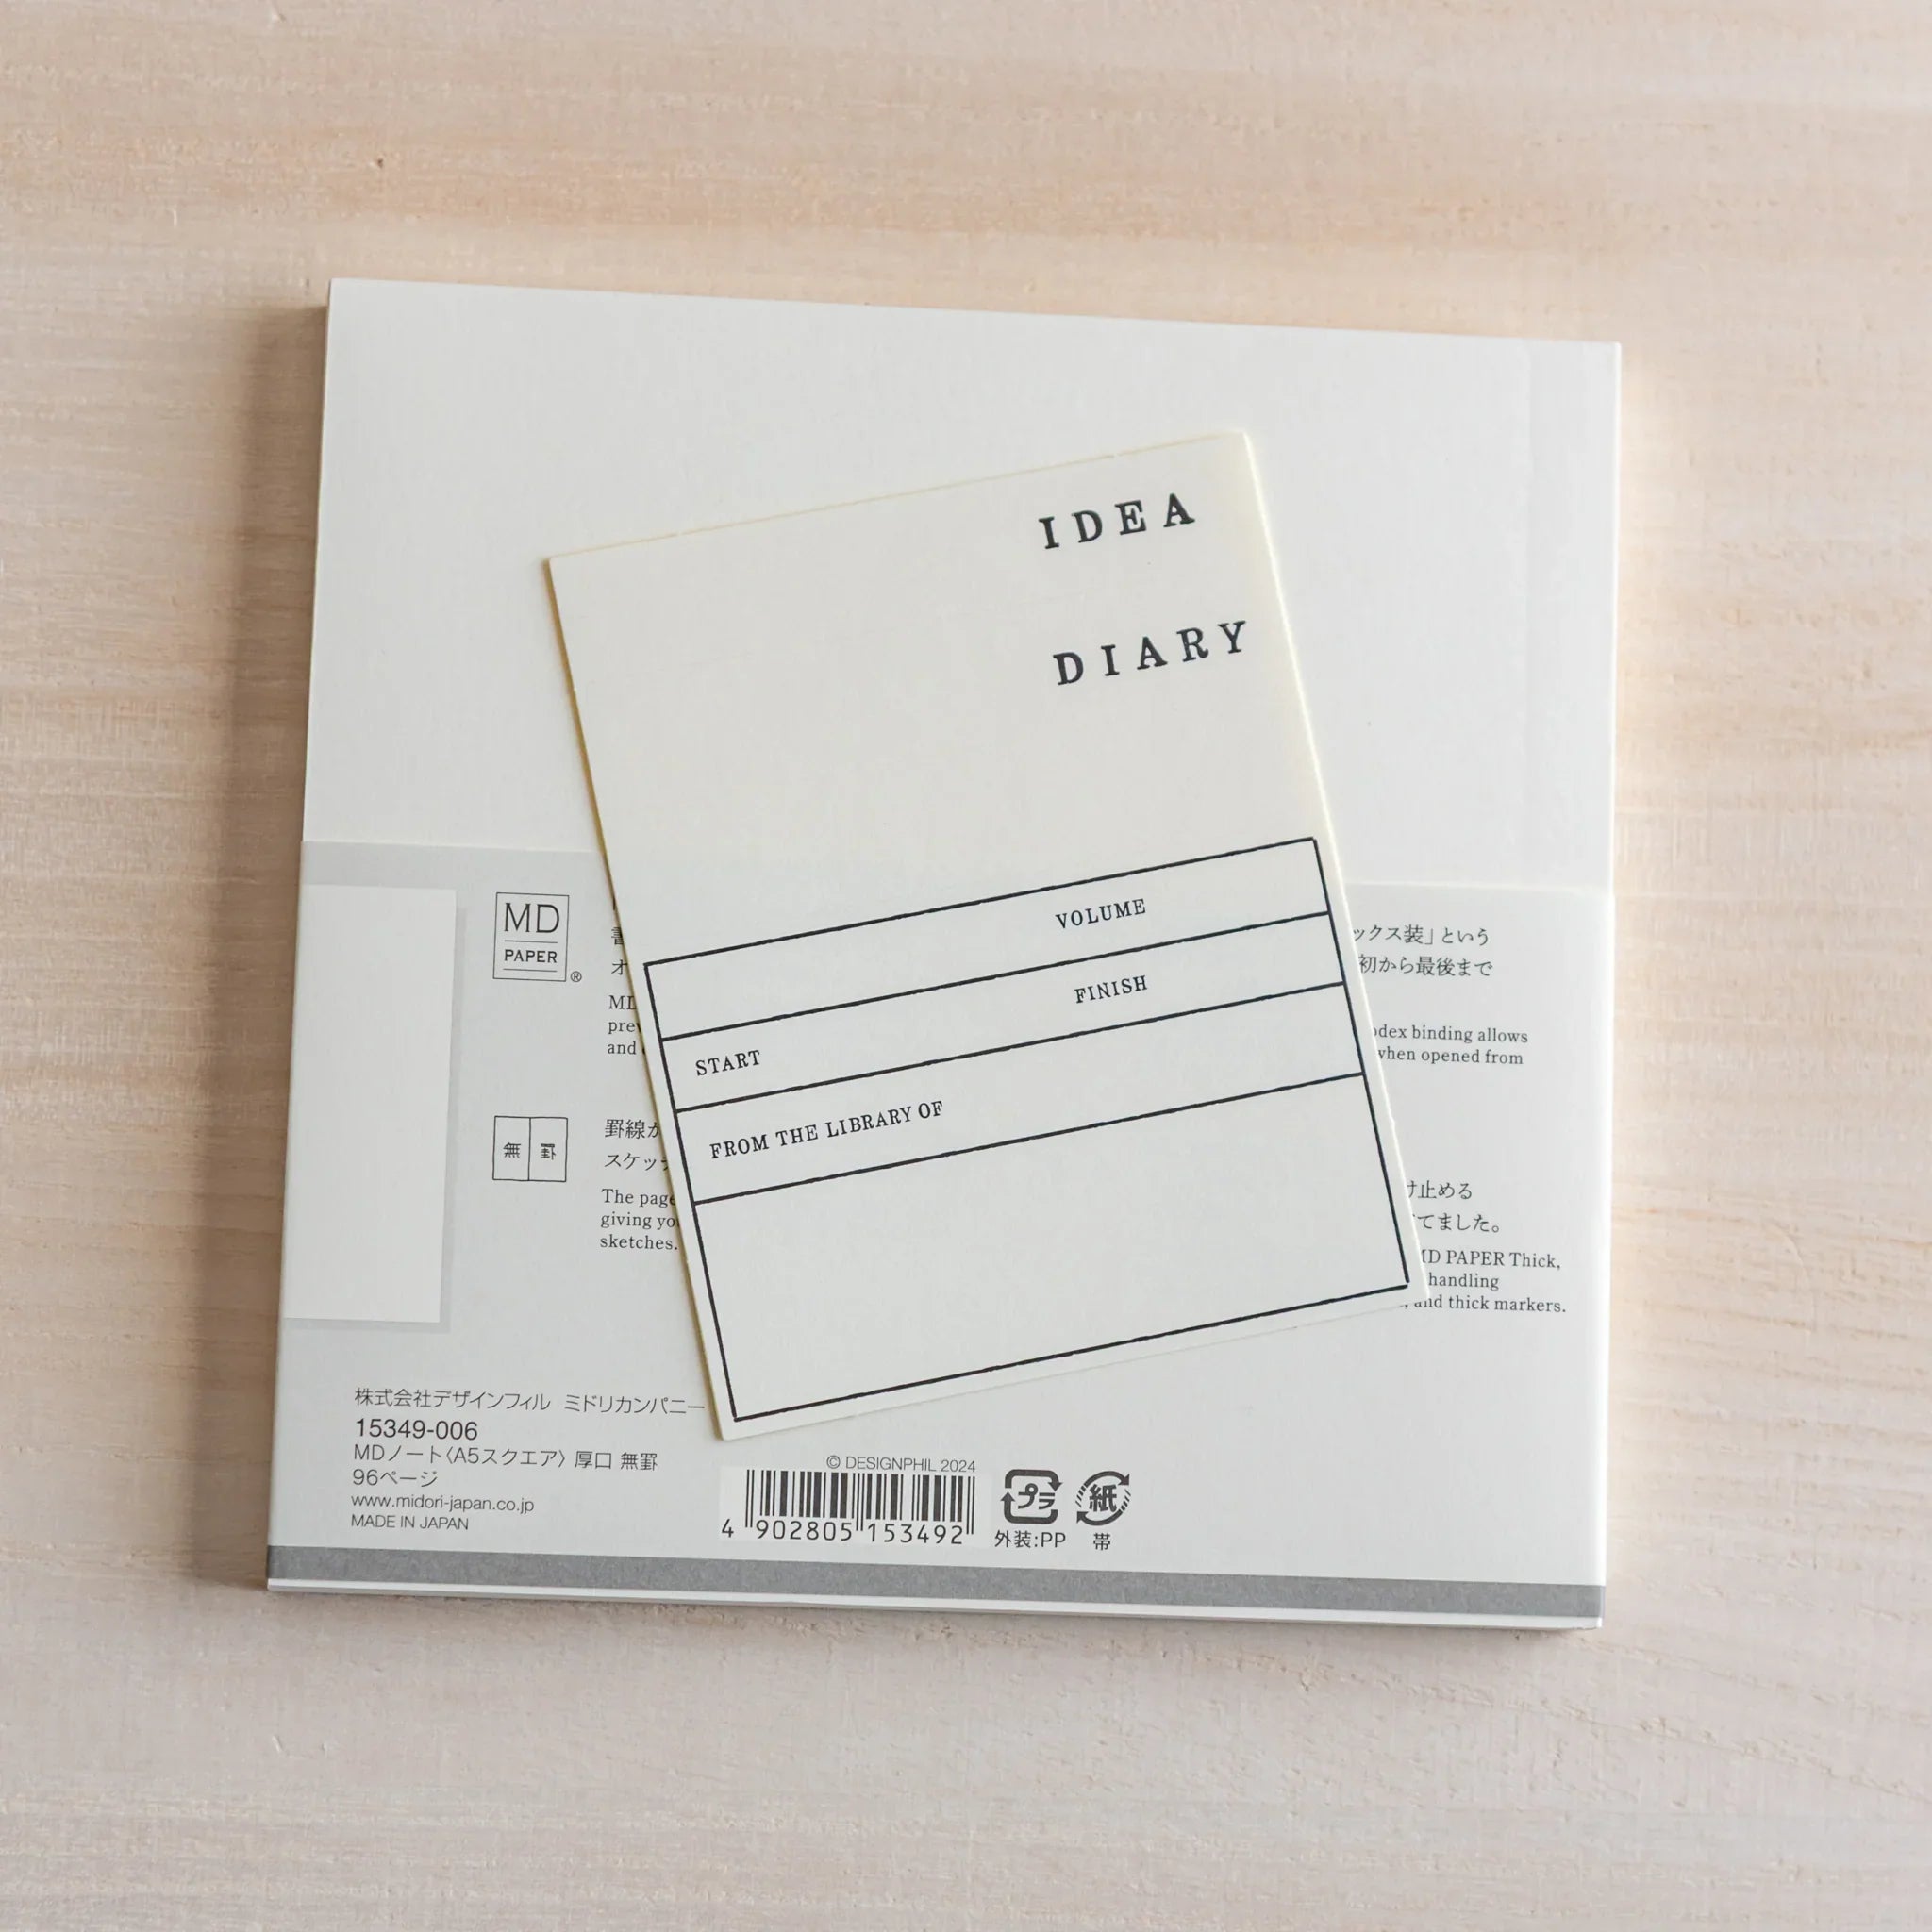 IDEA
DIARY
VOLUME
FINISH
START
FROM THE LIBRARY OF
MD
PAPER
®
and
無 罫
罫線
スケッ
The page
giving
sketches.
ックス装」という
初から最後まで
binding allows
when opened from
け止める
てました。
MD PAPER Thick,
handling
and thick markers.
株式会社デザインフィル ミドリカンパニー
15349-006
MDノート〈A5スクエア〉厚口 無罫
96ページ
www.midori-japan.co.jp
MADE IN JAPAN
© DESIGNPHIL 2024
4 902805 153492
プラ
外装:PP
紙
帯